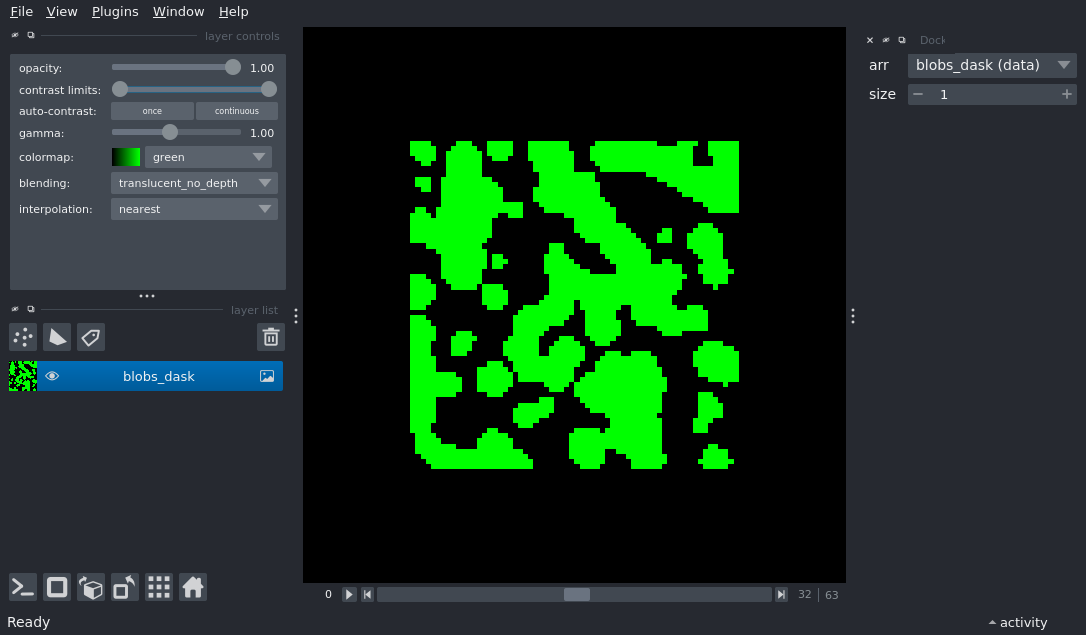 File View Plugins Window Help
layer controls
opacity: 1.00
contrast limits:
auto-contrast: once continuous
gamma: 1.00
colormap: green
blending: translucent_no_depth
interpolation: nearest
layer list
blobs_dask
0 32 63
Ready
Dock
arr blobs_dask (data)
size 1
activity